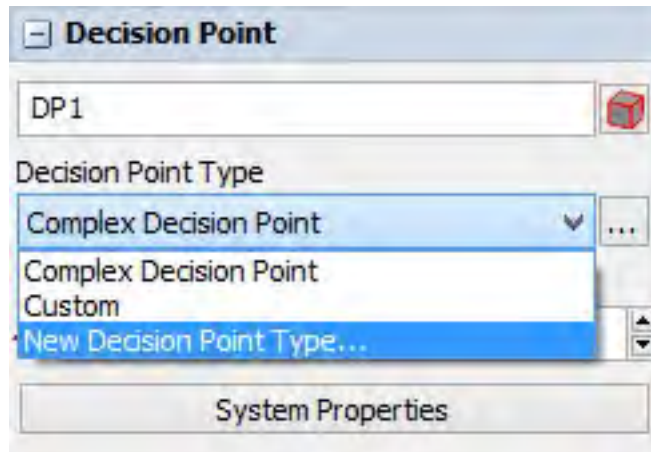 Decision Point
DP1
Decision Point Type
Complex Decision Point
...
Complex Decision Point
Custom
New Decision Point Type...
System Properties